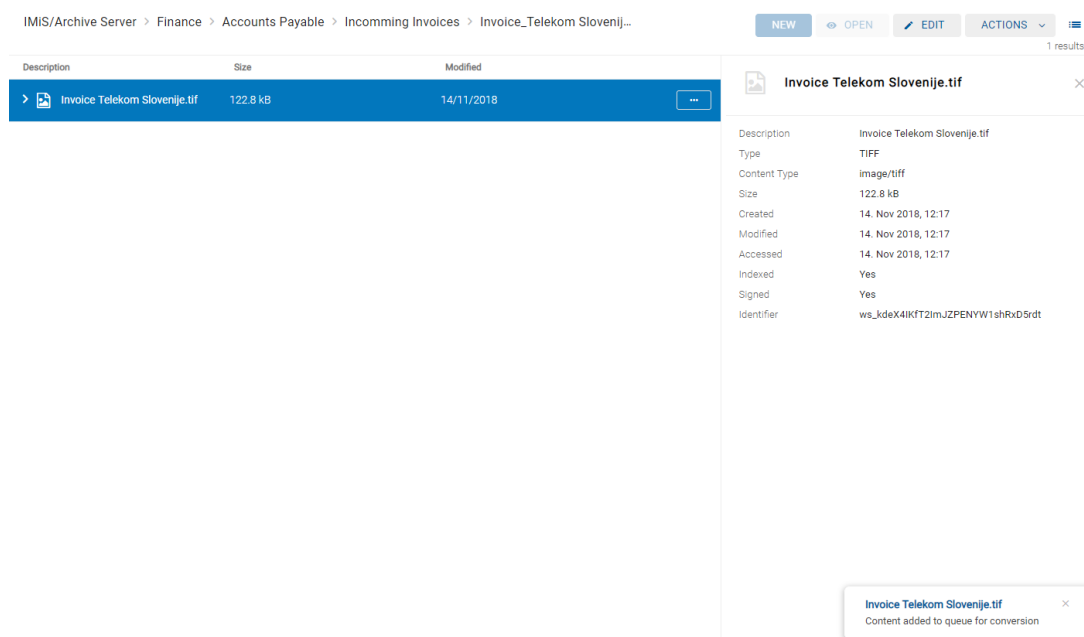 IMiS/Archive Server > Finance > Accounts Payable > Incomming Invoices > Invoice_Telekom Slovenij...
NEW OPEN EDIT ACTIONS
1 results
Description Size Modified
Invoice Telekom Slovenije.tif 122.8 kB 14/11/2018 ...
Invoice Telekom Slovenije.tif
Description Invoice Telekom Slovenije.tif
Type TIFF
Content Type image/tiff
Size 122.8 kB
Created 14. Nov 2018, 12:17
Modified 14. Nov 2018, 12:17
Accessed 14. Nov 2018, 12:17
Indexed Yes
Signed Yes
Identifier ws_kdeX4IKfT2ImJZPENYW1shRxD5rdt
Invoice Telekom Slovenije.tif
Content added to queue for conversion